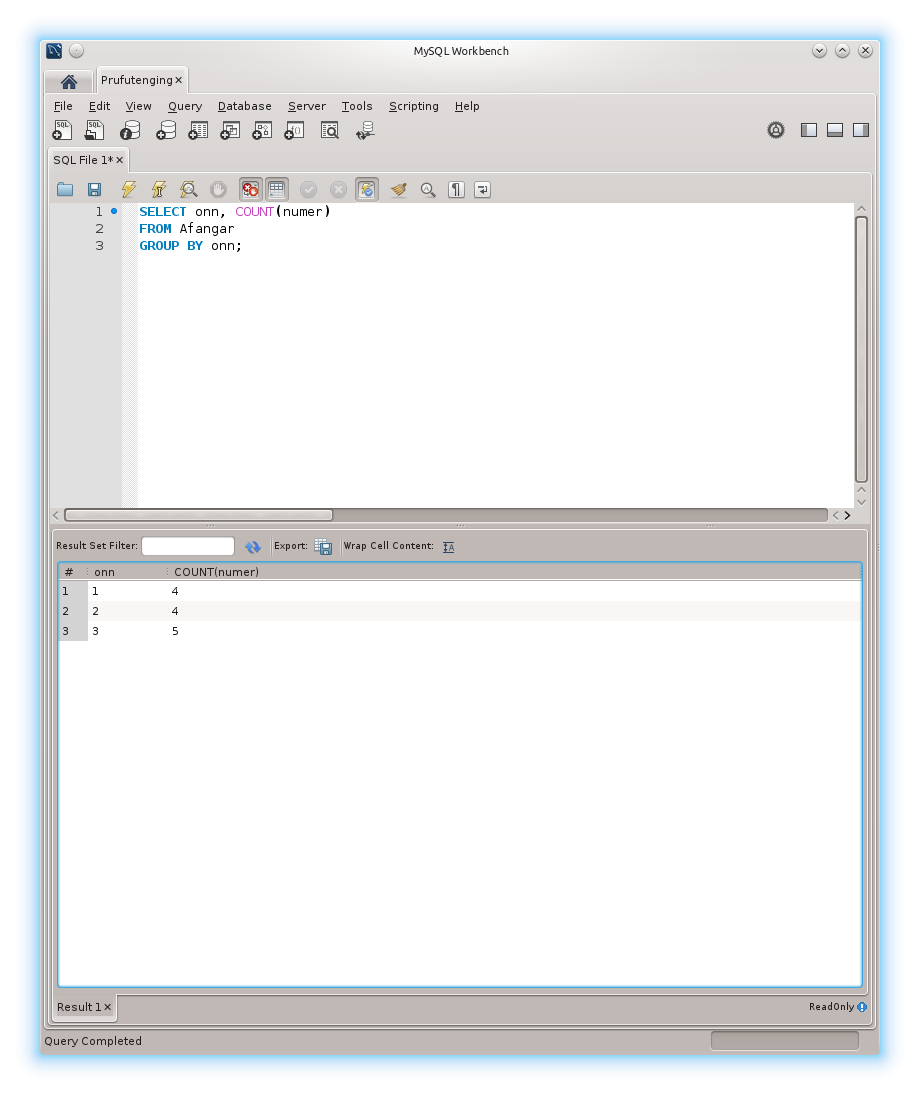 MySQL Workbench
Prufutenging
File Edit View Query Database Server Tools Scripting Help
SQL SQL
SQL File 1*
1 SELECT onn, COUNT(numer)
2 FROM Afangar
3 GROUP BY onn;
Result Set Filter: Export: Wrap Cell Content:
# onn COUNT(numer)
1 1 4
2 2 4
3 3 5
Result 1 ReadOnly
Query Completed